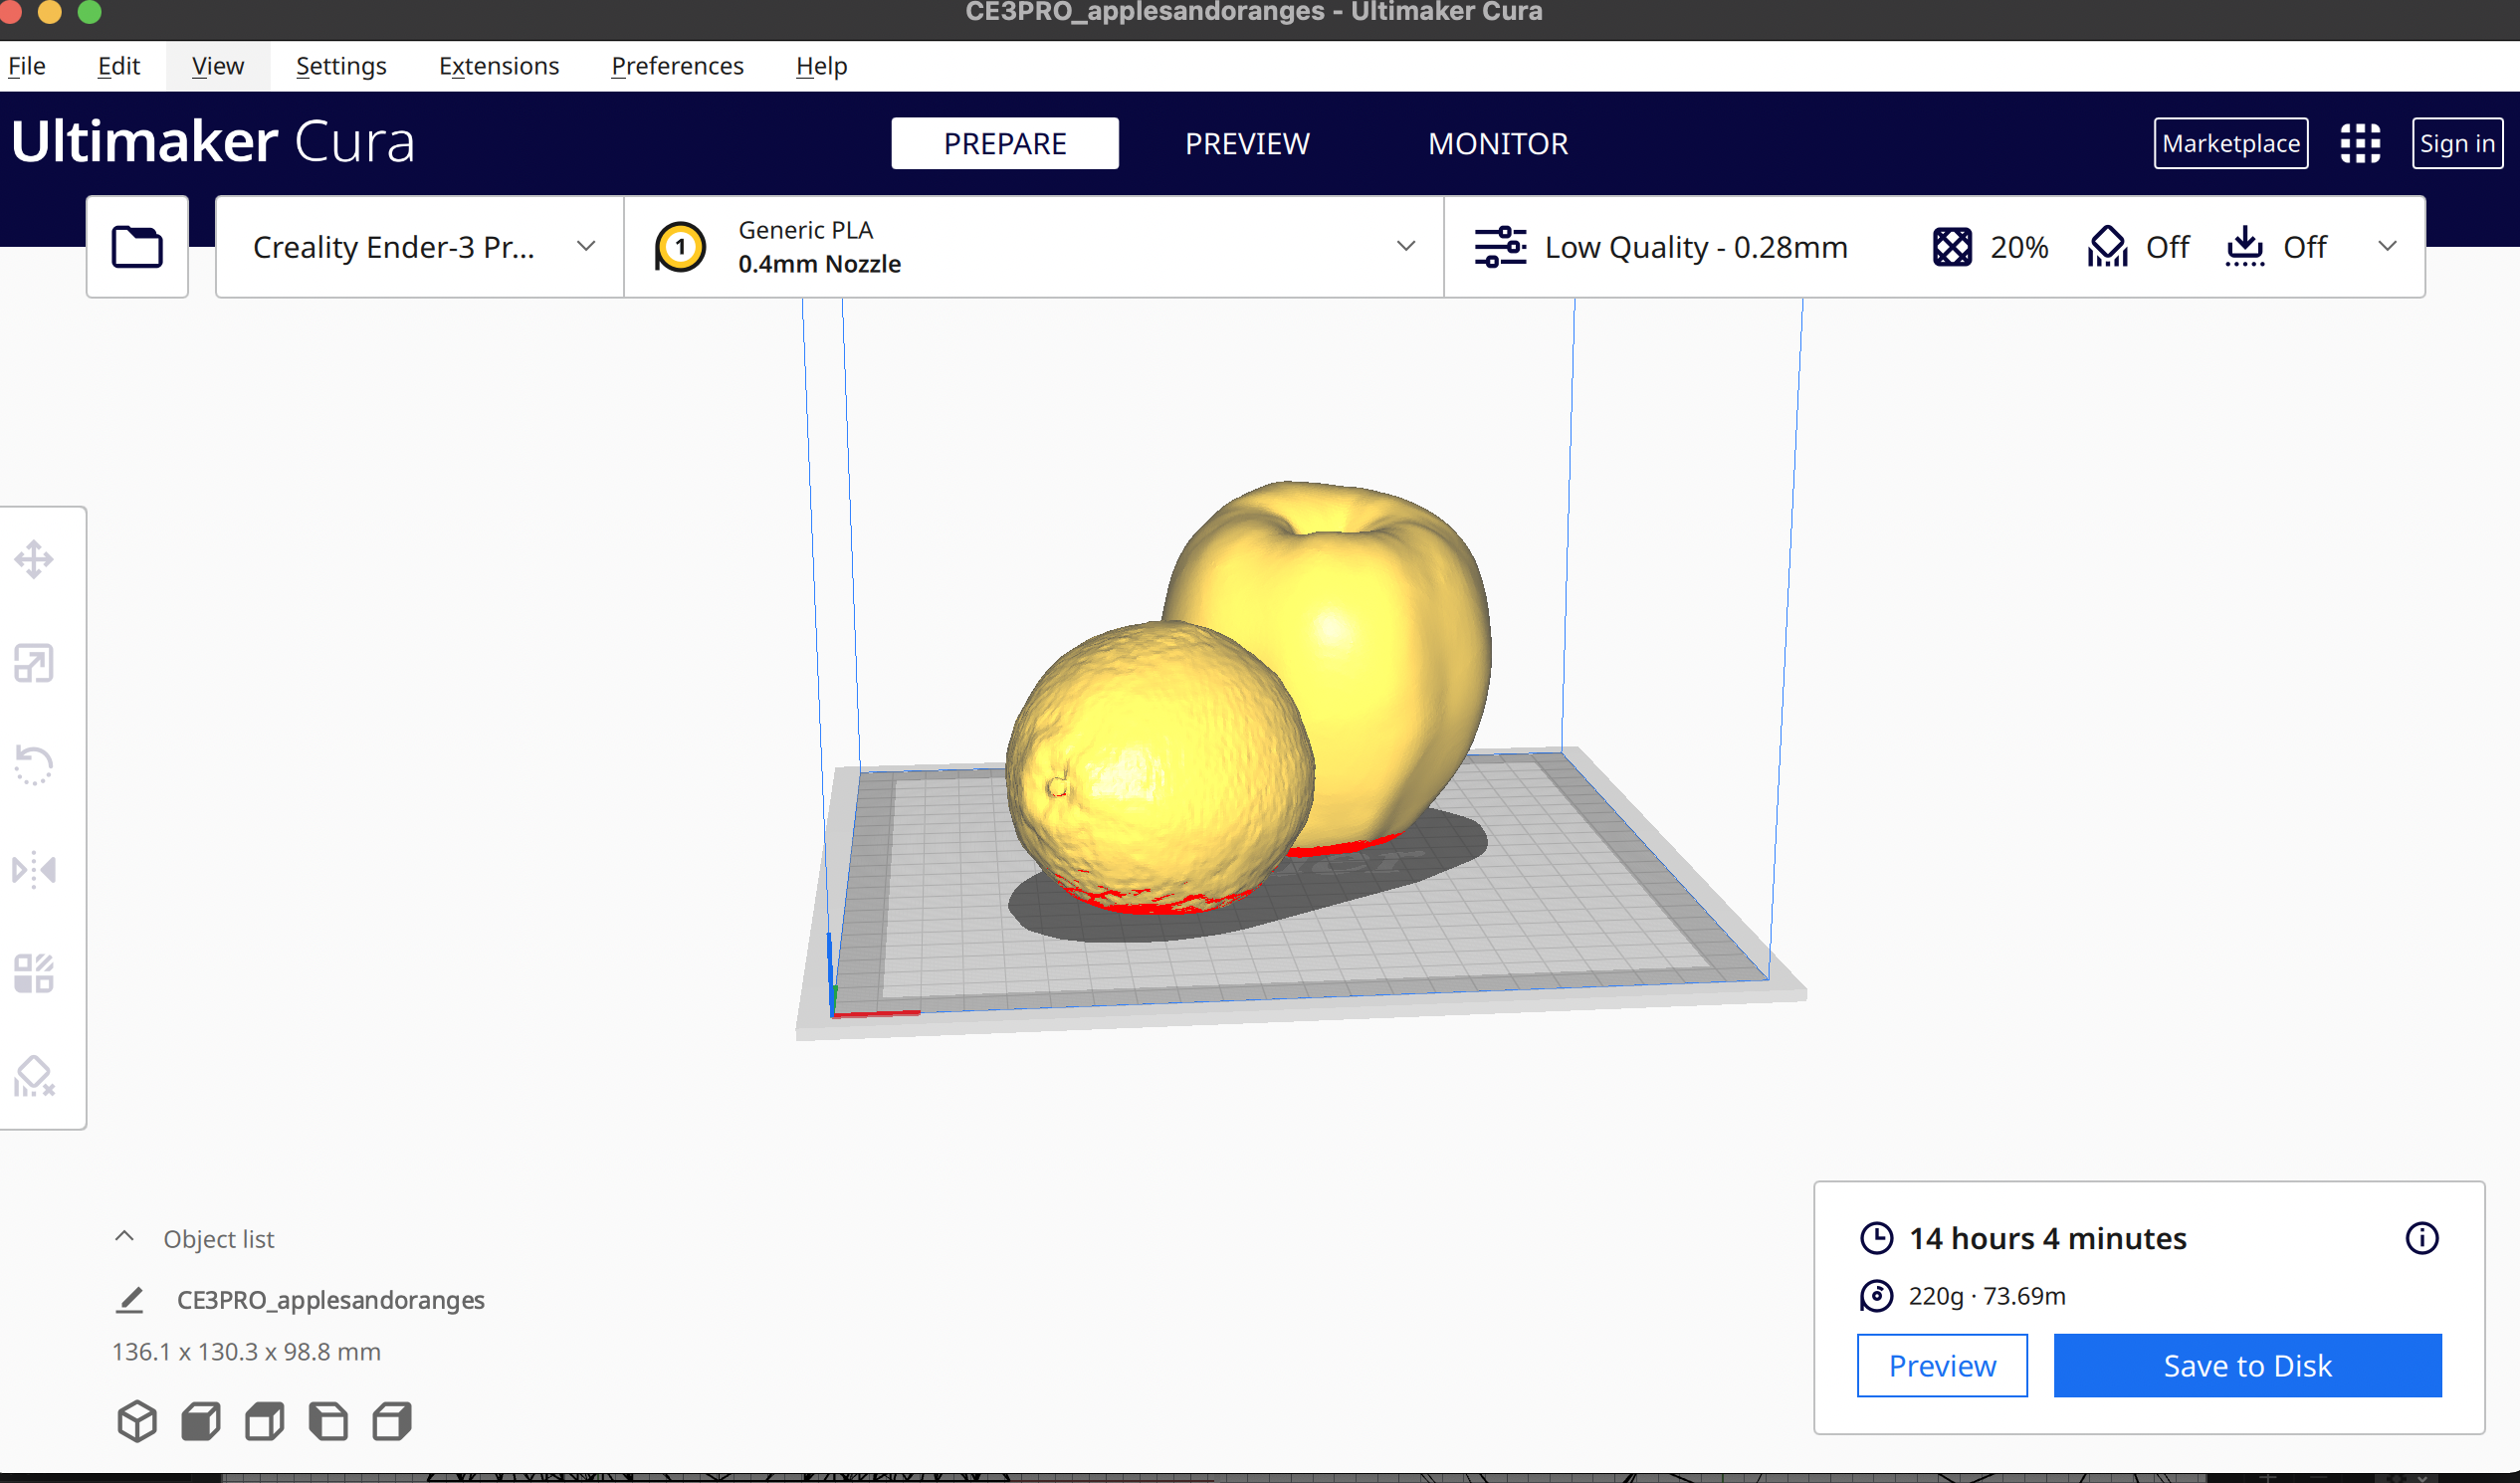 CE3PRO_applesandoranges - Ultimaker Cura
File Edit View Settings Extensions Preferences Help
Ultimaker Cura PREPARE PREVIEW MONITOR Marketplace Sign in
Creality Ender-3 Pr... 1 Generic PLA
0.4mm Nozzle
Low Quality - 0.28mm 20% Off Off
Object list
CE3PRO_applesandoranges
136.1 x 130.3 x 98.8 mm
14 hours 4 minutes
220g · 73.69m
Preview Save to Disk